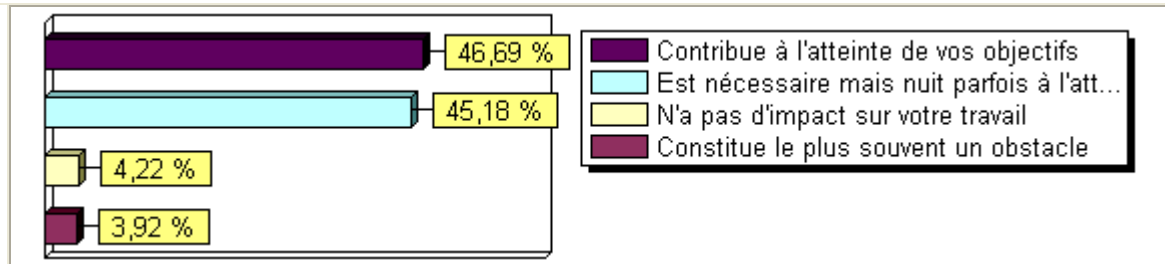 46,69 %
45,18 %
4,22 %
3,92 %
Contribue à l'atteinte de vos objectifs
Est nécessaire mais nuit parfois à l'att...
N'a pas d'impact sur votre travail
Constitue le plus souvent un obstacle